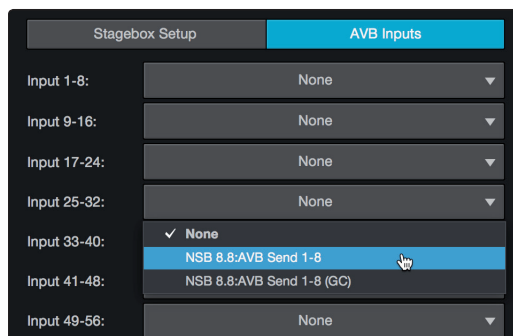 Stagebox Setup AVB Inputs
Input 1-8: None
Input 9-16: None
Input 17-24: None
Input 25-32: None
Input 33-40: ✓ None
NSB 8.8:AVB Send 1-8
Input 41-48: NSB 8.8:AVB Send 1-8 (GC)
Input 49-56: None